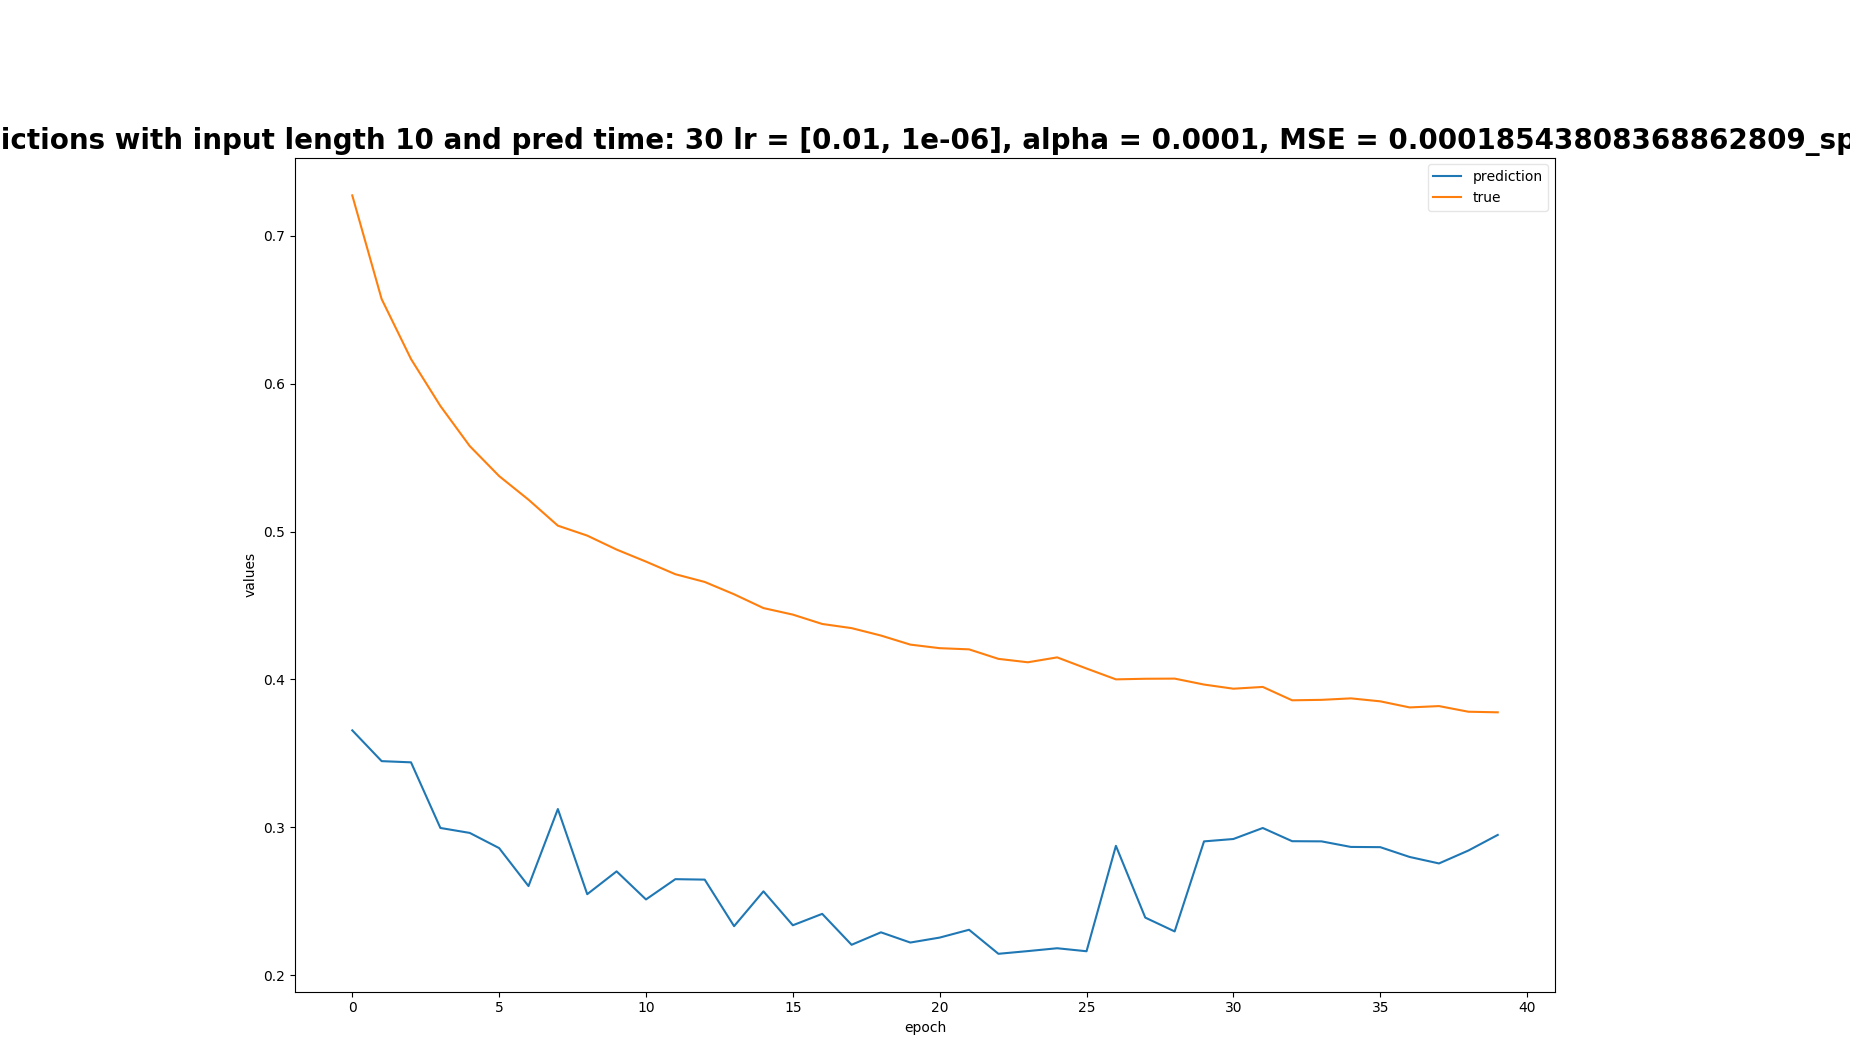 ictions with input length 10 and pred time: 30 lr = [0.01, 1e-06], alpha = 0.0001, MSE = 0.00018543808368862809_sp
prediction
true
0.7
0.6
0.5
0.4
0.3
0.2
values
0 5 10 15 20 25 30 35 40
epoch